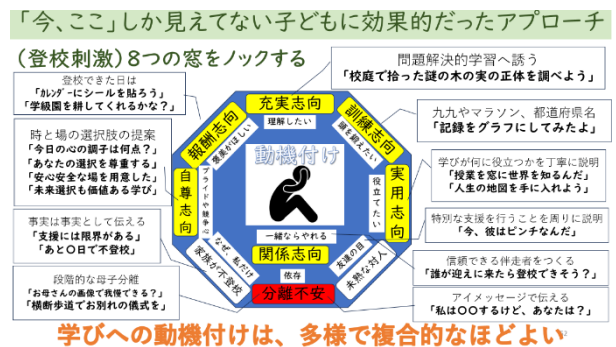 「今、ここ」しか見えてない子どもに効果的だったアプローチ
(登校刺激)8つの窓をノックする
登校できた日は
「ｶﾚﾝﾀﾞｰにシールを貼ろう」
「学級園を耕してくれるかな？」
時と場の選択肢の提案
「今日の心の調子は何点？」
「あなたの選択を尊重する」
「安心安全な場を用意した」
「未来選択も価値ある学び」
事実は事実として伝える
「支援には限界がある」
「あと〇日で不登校」
段階的な母子分離
「お母さんの画像で我慢できる？」
「横断歩道でお別れの儀式を」
充実志向
理解したい
報酬志向
褒美がほしい
訓練志向
頭を鍛えたい
自尊志向
プライドや競争心
実用志向
役立てたい
動機付け
一緒ならやれる
関係志向
依存
分離不安
なぜ、私だけ
家族が不登校
友達の目
未熟な対人
問題解決的学習へ誘う
「校庭で拾った謎の木の実の正体を調べよう」
九九やマラソン、都道府県名
「記録をグラフにしてみたよ」
学びが何に役立つかを丁寧に説明
「授業を窓に世界を知るんだ」
「人生の地図を手に入れよう」
特別な支援を行うことを周りに説明
「今、彼はピンチなんだ」
信頼できる伴走者をつくる
「誰が迎えに来たら登校できそう？」
アイメッセージで伝える
「私は〇〇するけど、あなたは？」
学びへの動機付けは、多様で複合的なほどよい